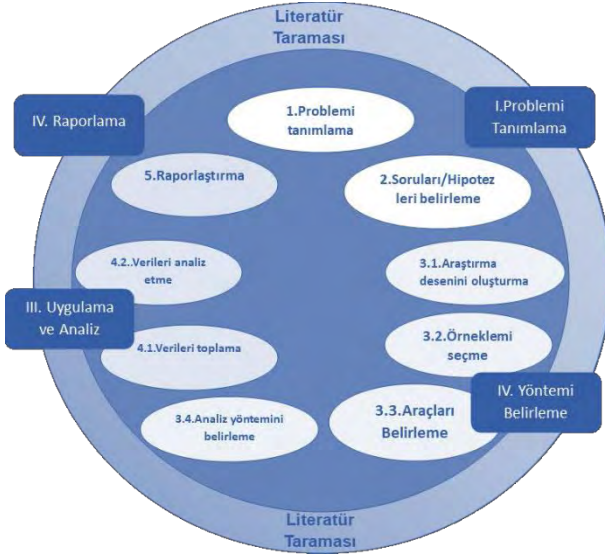 Literatür
Taraması
I.Problemi
Tanımlama
IV. Raporlama
1.Problemi
tanımlama
2.Soruları/Hipotez
leri belirleme
5.Raporlaştırma
3.1.Araştırma
desenini oluşturma
4.2..Verileri analiz
etme
3.2.Örneklemi
seçme
III. Uygulama
ve Analiz
4.1.Verileri toplama
3.3.Araçları
Belirleme
IV. Yöntemi
Belirleme
3.4.Analiz yöntemini
belirleme
Literatür
Taraması